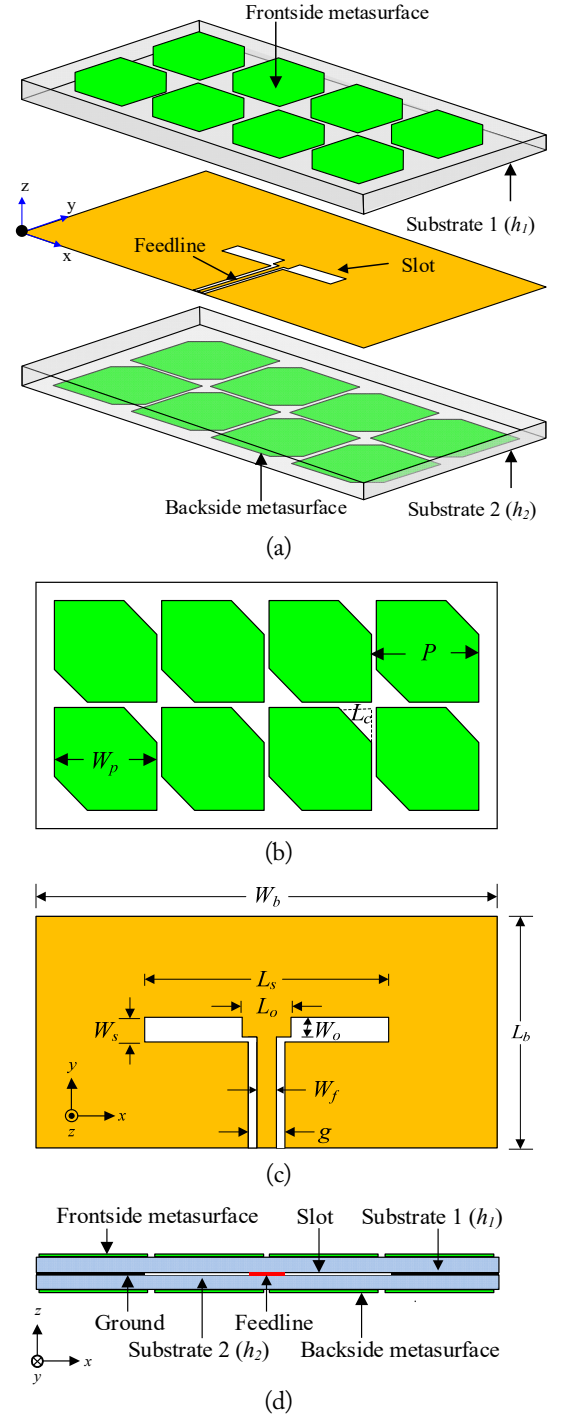 Frontside metasurface
Substrate 1 (h1)
z
y
x
Feedline
Slot
Backside metasurface
Substrate 2 (h2)
(a)
P
Lc
Wp
(b)
Wb
Ls
Lo
Ws
Wo
Lb
y
Wf
x
z
g
(c)
Frontside metasurface
Slot
Substrate 1 (h1)
Ground
Feedline
Substrate 2 (h2)
Backside metasurface
z
x
y
(d)